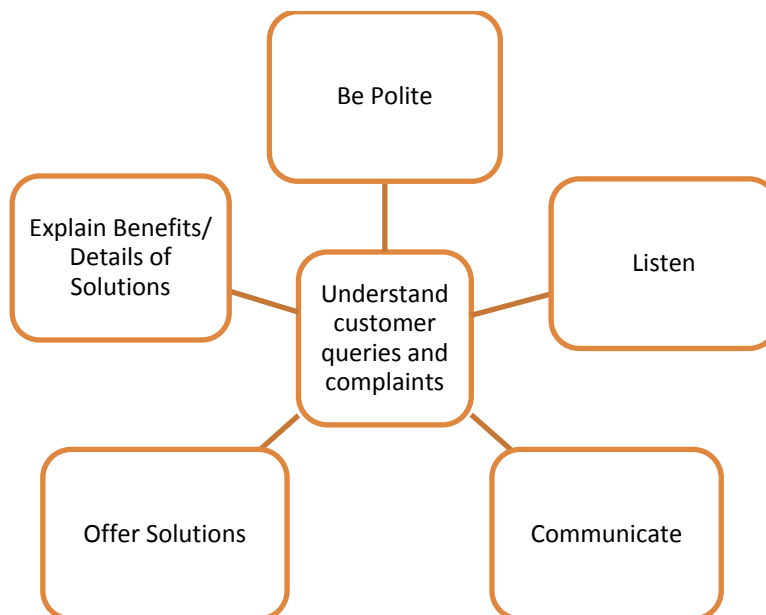 Be Polite
Explain Benefits/
Details of
Solutions
Listen
Understand
customer
queries and
complaints
Offer Solutions
Communicate